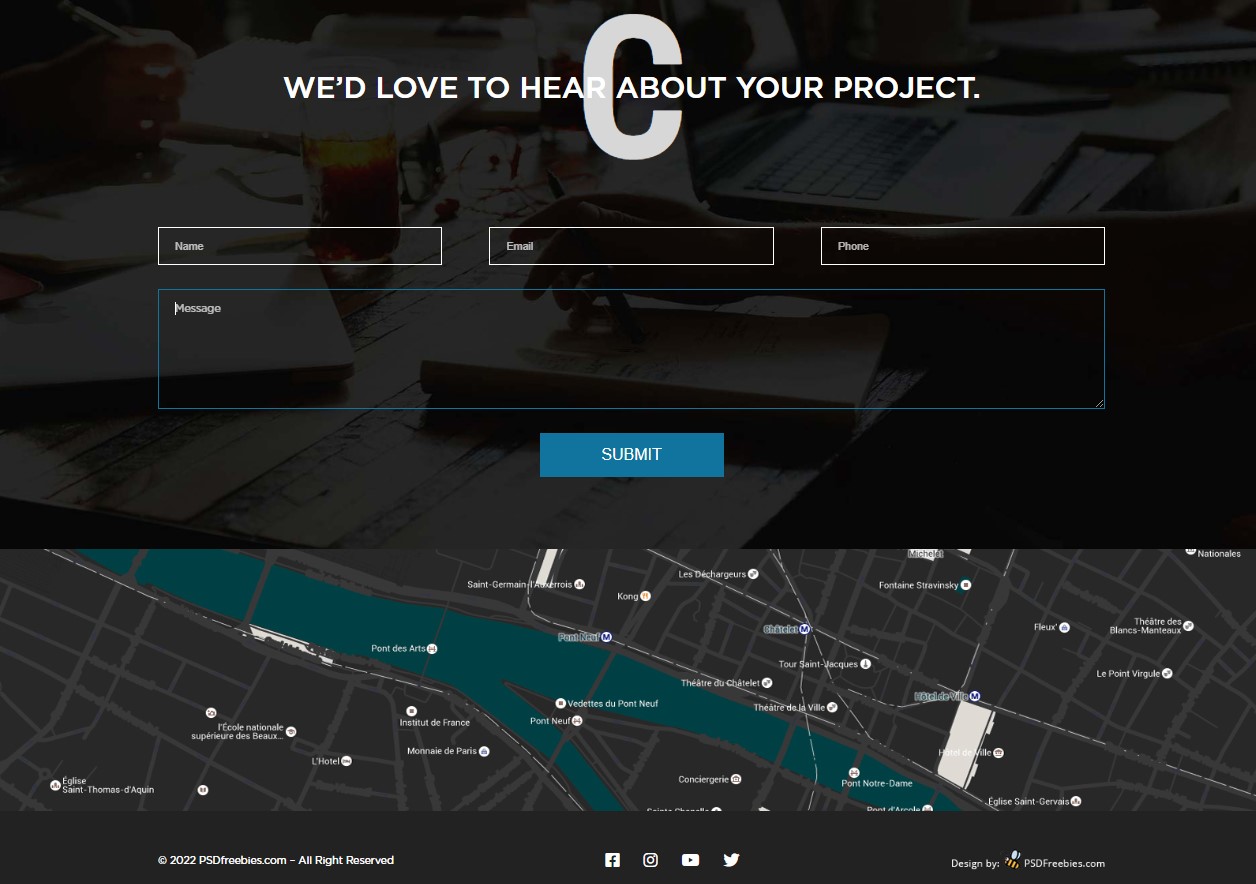 C
WE’D LOVE TO HEAR ABOUT YOUR PROJECT.
Name
Email
Phone
Message
SUBMIT
Michelet
Nationales
Saint-Germain-l'Auxerrois
Les Déchargeurs
Fontaine Stravinsky
Kong
Pont Neuf
Châtelet
Fleux'
Théâtre des
Blancs-Manteaux
Pont des Arts
Tour Saint-Jacques
Le Point Virgule
Théâtre du Châtelet
Hôtel de Ville
Vedettes du Pont Neuf
Théâtre de la Ville
Pont Neuf
Institut de France
l'École nationale
supérieure des Beaux...
Monnaie de Paris
Hôtel de Ville
L'Hotel
Conciergerie
Église
Saint-Thomas-d'Aquin
Pont Notre-Dame
Église Saint-Gervais
Sainte Chapelle
Pont d'Arcole
© 2022 PSDfreebies.com – All Right Reserved
Design by: PSDFreebies.com